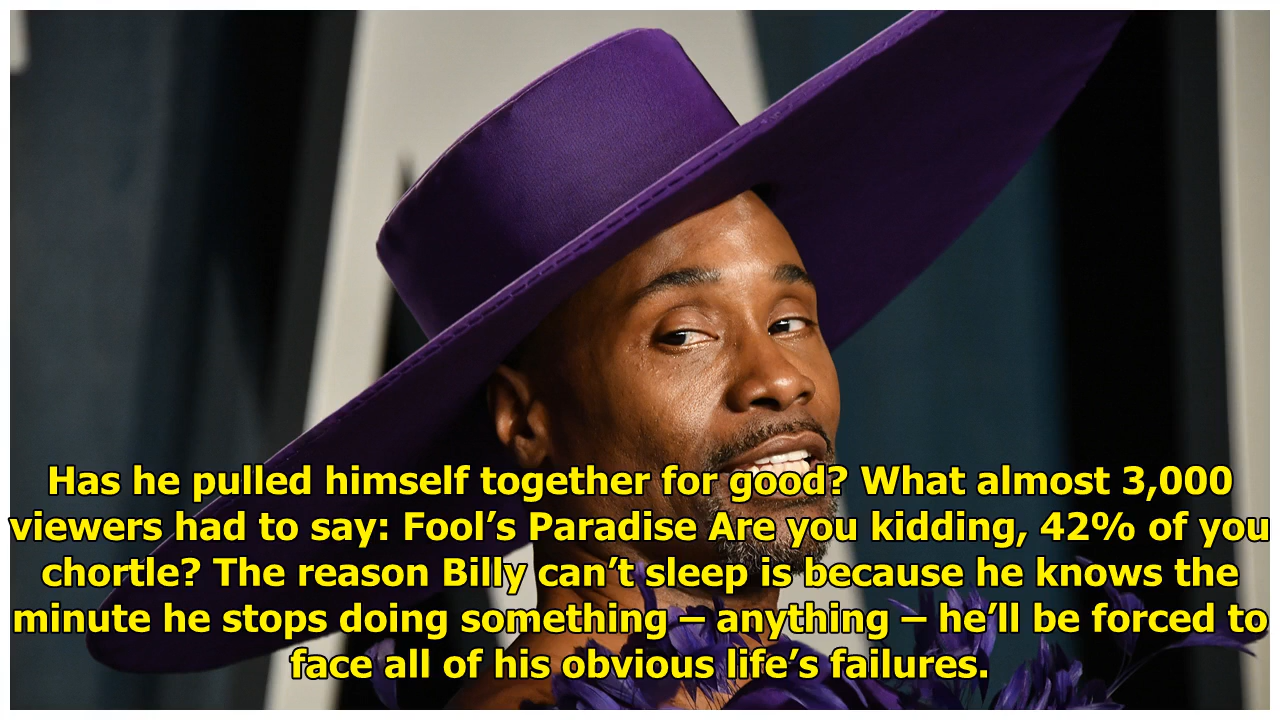 Has he pulled himself together for good? What almost 3,000
viewers had to say: Fool’s Paradise Are you kidding, 42% of you
chortle? The reason Billy can’t sleep is because he knows the
minute he stops doing something – anything – he’ll be forced to
face all of his obvious life’s failures.